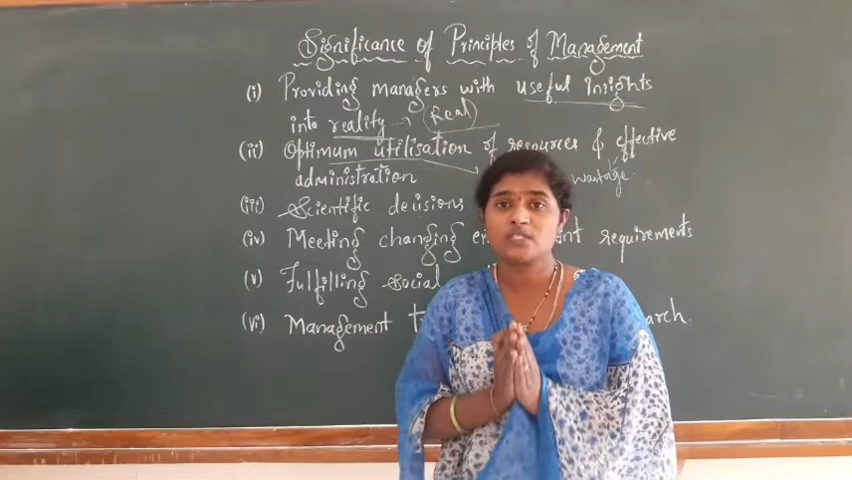 Significance of Principles of Management
(i) Providing managers with useful insights
into reality → (Real)
(ii) Optimum utilisation of resources & effective
administration wastage
(iii) Scientific decisions
(iv) Meeting changing requirements
(v) Fulfilling social
(vi) Management